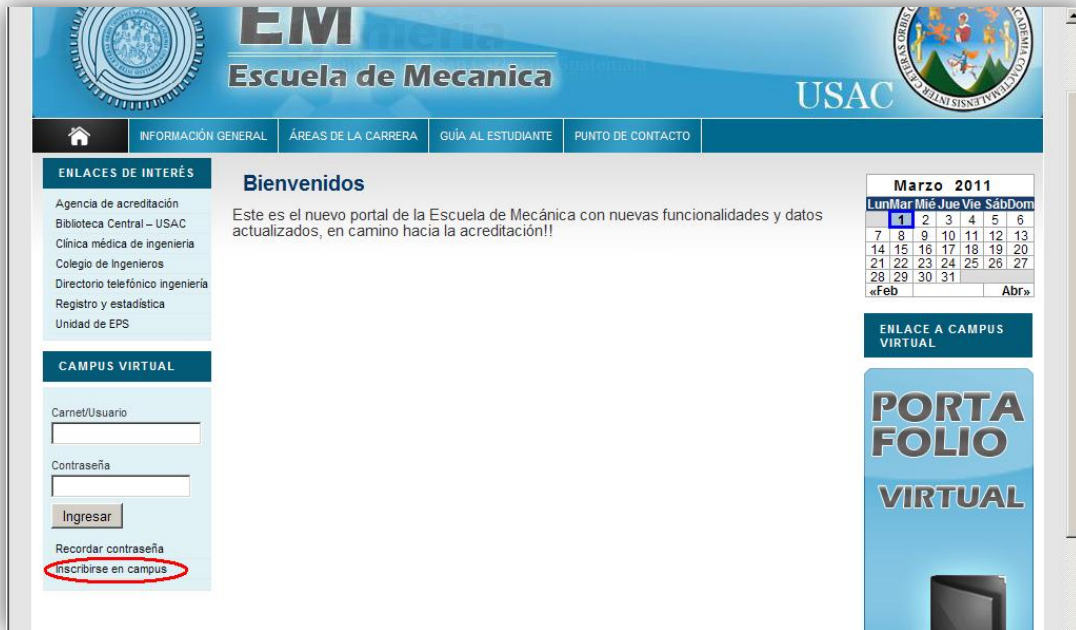 EM
Escuela de Mecanica
USAC
INFORMACIÓN GENERAL
ÁREAS DE LA CARRERA
GUÍA AL ESTUDIANTE
PUNTO DE CONTACTO
ENLACES DE INTERÉS
Agencia de acreditación
Biblioteca Central – USAC
Clínica médica de ingenieria
Colegio de Ingenieros
Directorio telefónico ingeniería
Registro y estadística
Unidad de EPS
CAMPUS VIRTUAL
Carnet/Usuario
Contraseña
Ingresar
Recordar contraseña
Inscribirse en campus
Bienvenidos
Este es el nuevo portal de la Escuela de Mecánica con nuevas funcionalidades y datos
actualizados, en camino hacia la acreditación!!
Marzo 2011
Lun Mar Mié Jue Vie Sáb Dom
1 2 3 4 5 6
7 8 9 10 11 12 13
14 15 16 17 18 19 20
21 22 23 24 25 26 27
28 29 30 31
«Feb Abr»
ENLACE A CAMPUS
VIRTUAL
PORTA
FOLIO
VIRTUAL